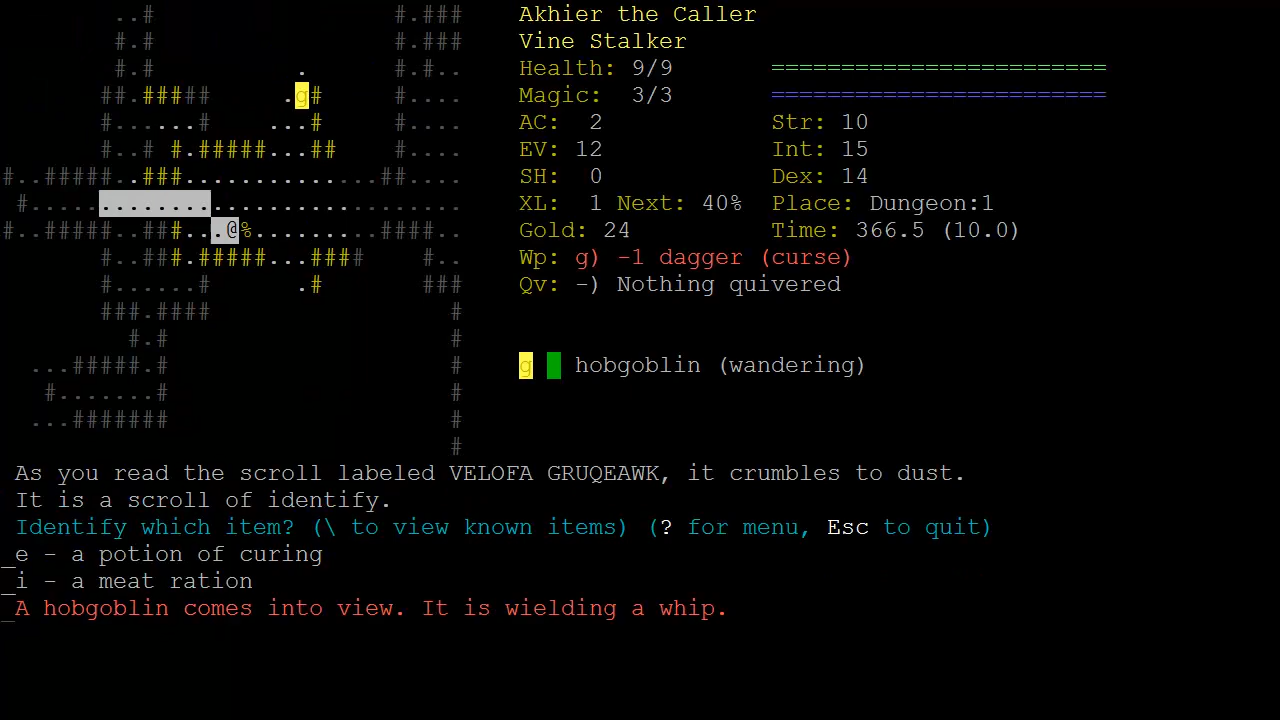 Akhier the Caller
Vine Stalker
Health: 9/9 ========================
Magic: 3/3 ========================
AC: 2 Str: 10
EV: 12 Int: 15
SH: 0 Dex: 14
XL: 1 Next: 40% Place: Dungeon:1
Gold: 24 Time: 366.5 (10.0)
Wp: g) -1 dagger (curse)
Qv: -) Nothing quivered
g hobgoblin (wandering)
As you read the scroll labeled VELOFA GRUQEAWK, it crumbles to dust.
It is a scroll of identify.
Identify which item? (\ to view known items) (? for menu, Esc to quit)
_e - a potion of curing
_i - a meat ration
_A hobgoblin comes into view. It is wielding a whip.